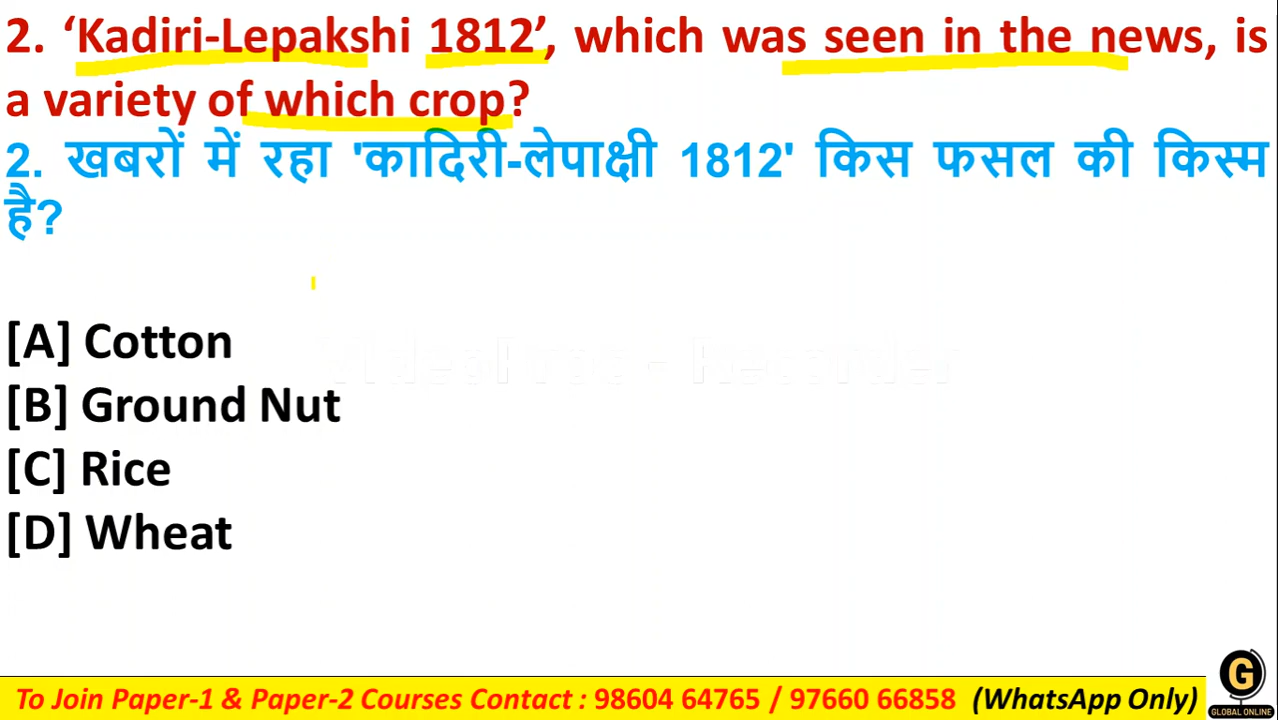 2. ‘Kadiri-Lepakshi 1812’, which was seen in the news, is
a variety of which crop?
2. खबरों में रहा 'कादिरी-लेपाक्षी 1812' किस फसल की किस्म
है?
[A] Cotton
[B] Ground Nut
[C] Rice
[D] Wheat
To Join Paper-1 & Paper-2 Courses Contact : 98604 64765 / 97660 66858 (WhatsApp Only)
G
GLOBAL ONLINE